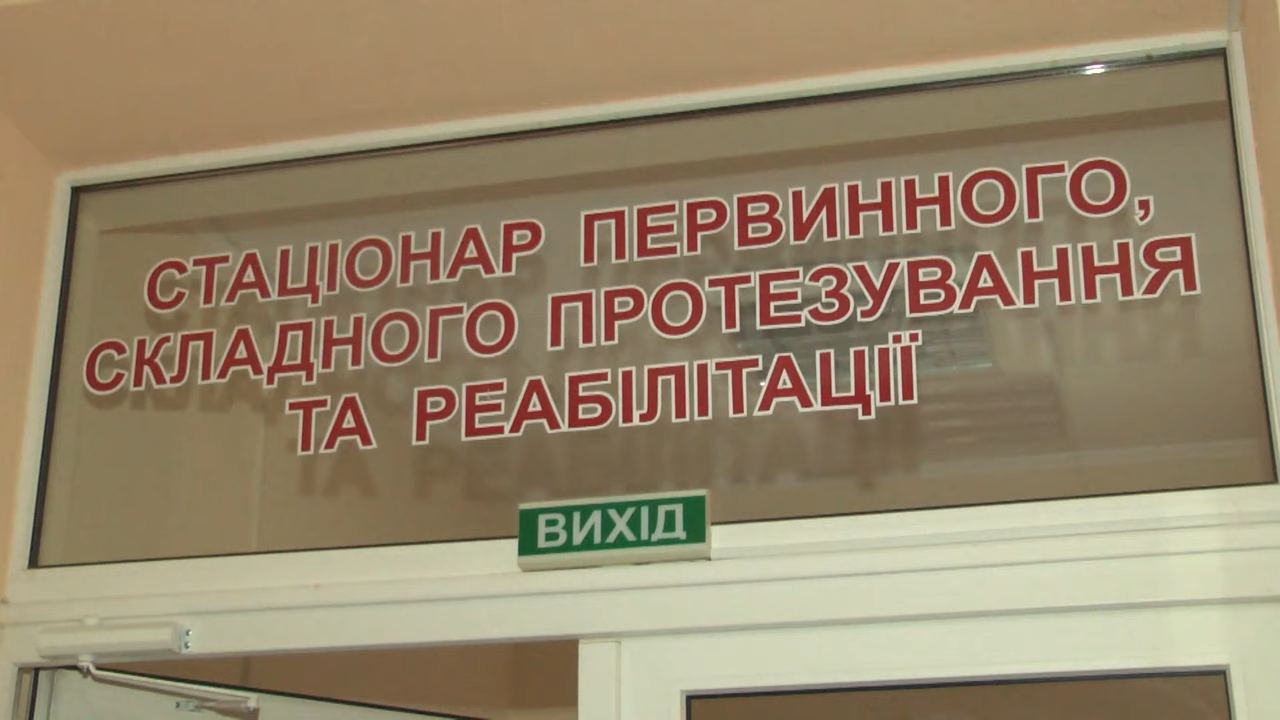 СТАЦІОНАР ПЕРВИННОГО,
СКЛАДНОГО ПРОТЕЗУВАННЯ
ТА РЕАБІЛІТАЦІЇ
ВИХІД